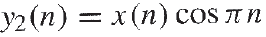 y₂(n) = x(n) cos πn